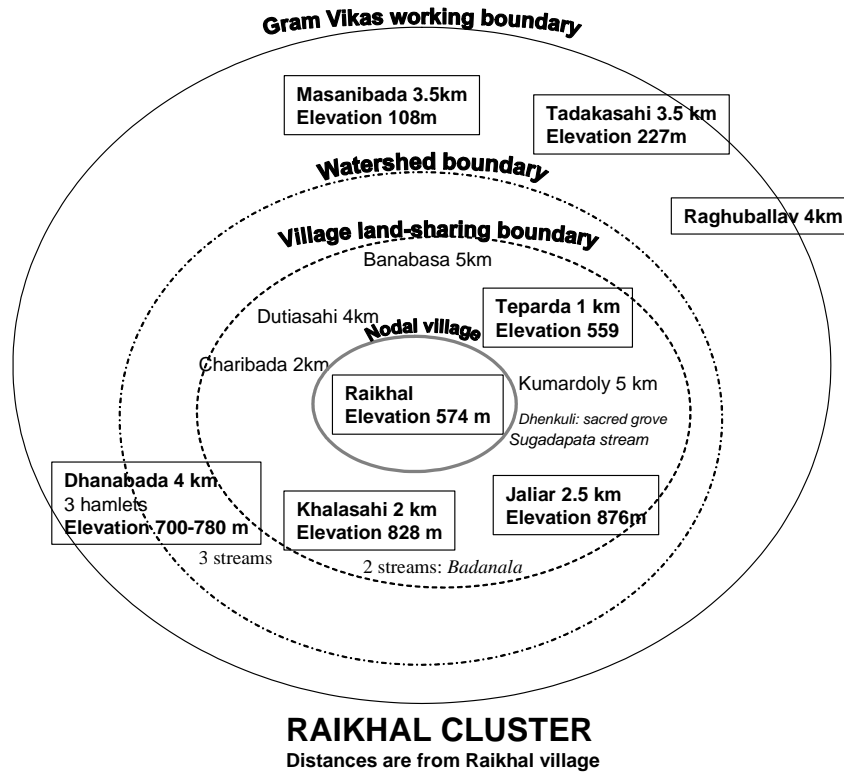 Gram Vikas working boundary
Masanibada 3.5km
Elevation 108m
Tadakasahi 3.5 km
Elevation 227m
Watershed boundary
Raghuballav 4km
Village land-sharing boundary
Banabasa 5km
Teparda 1 km
Elevation 559
Dutiasahi 4km
Nodal village
Charibada 2km
Raikhal
Elevation 574 m
Kumardoly 5 km
Dhenkuli: sacred grove
Sugadapata stream
Dhanabada 4 km
3 hamlets
Elevation 700-780 m
Khalasahi 2 km
Elevation 828 m
Jaliar 2.5 km
Elevation 876m
3 streams
2 streams: Badanala
RAIKHAL CLUSTER
Distances are from Raikhal village